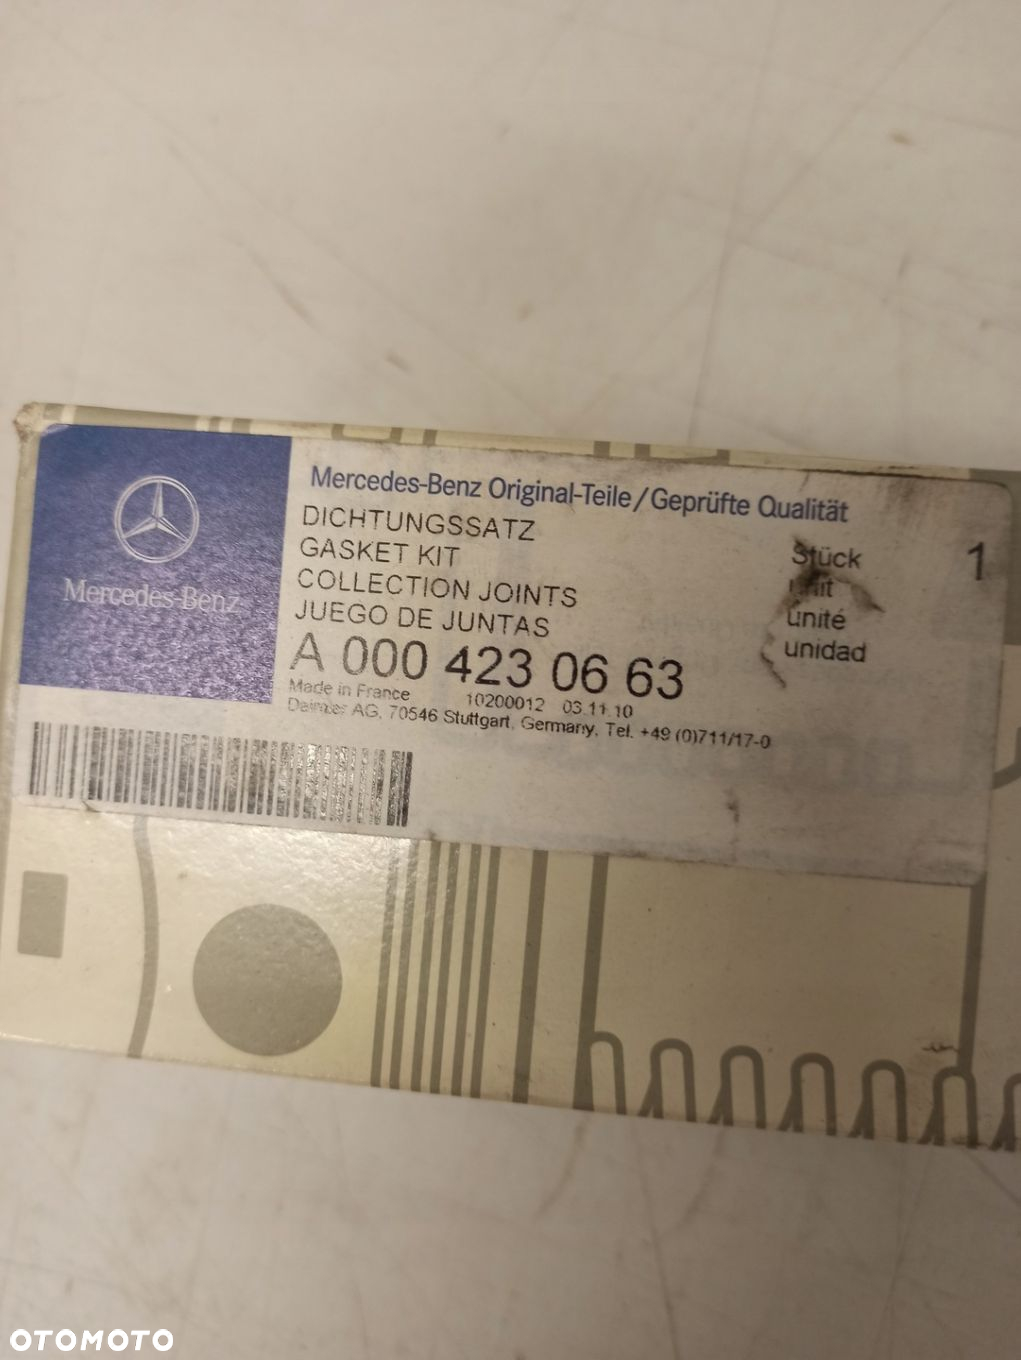 Mercedes-Benz Original-Teile/Geprüfte Qualität
DICHTUNGSSATZ
GASKET KIT
COLLECTION JOINTS
JUEGO DE JUNTAS
Stück 1
unit
unité
unidad
A 000 423 06 63
Made in France 10200012 03.11.10
Daimler AG, 70546 Stuttgart, Germany, Tel. +49 (0)711/17-0
Mercedes-Benz
OTOMOTO